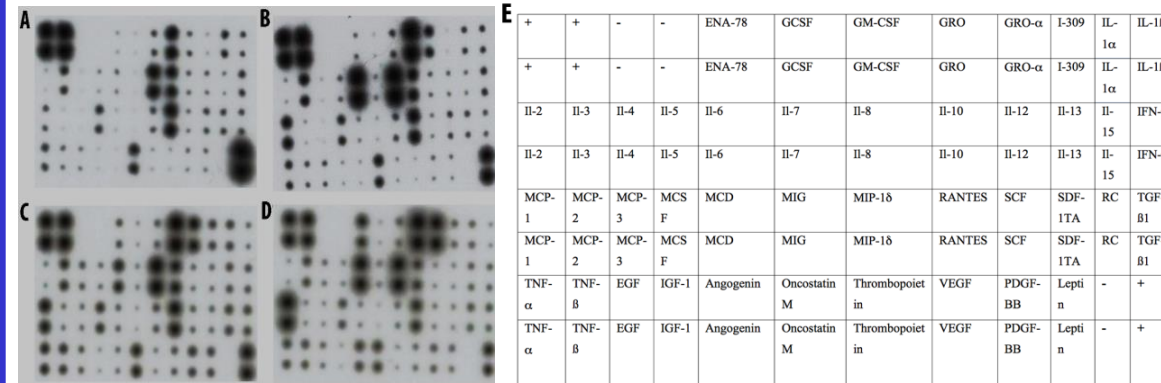 A
B
C
D
E
+ + - - ENA-78 GCSF GM-CSF GRO GRO-α I-309 IL-
1α
+ + - - ENA-78 GCSF GM-CSF GRO GRO-α I-309 IL-
1α
Il-2 Il-3 Il-4 Il-5 Il-6 Il-7 Il-8 Il-10 Il-12 Il-13 Il- IFN-
15
Il-2 Il-3 Il-4 Il-5 Il-6 Il-7 Il-8 Il-10 Il-12 Il-13 Il- IFN-
15
MCP- MCP- MCP- MCS MCD MIG MIP-1δ RANTES SCF SDF- RC TGF
1 2 3 F 1TA ß1
MCP- MCP- MCP- MCS MCD MIG MIP-1δ RANTES SCF SDF- RC TGF
1 2 3 F 1TA ß1
TNF- TNF- EGF IGF-1 Angogenin Oncostatin Thrombopoiet VEGF PDGF- Lepti - +
α ß M in BB n
TNF- TNF- EGF IGF-1 Angogenin Oncostatin Thrombopoiet VEGF PDGF- Lepti - +
α ß M in BB n